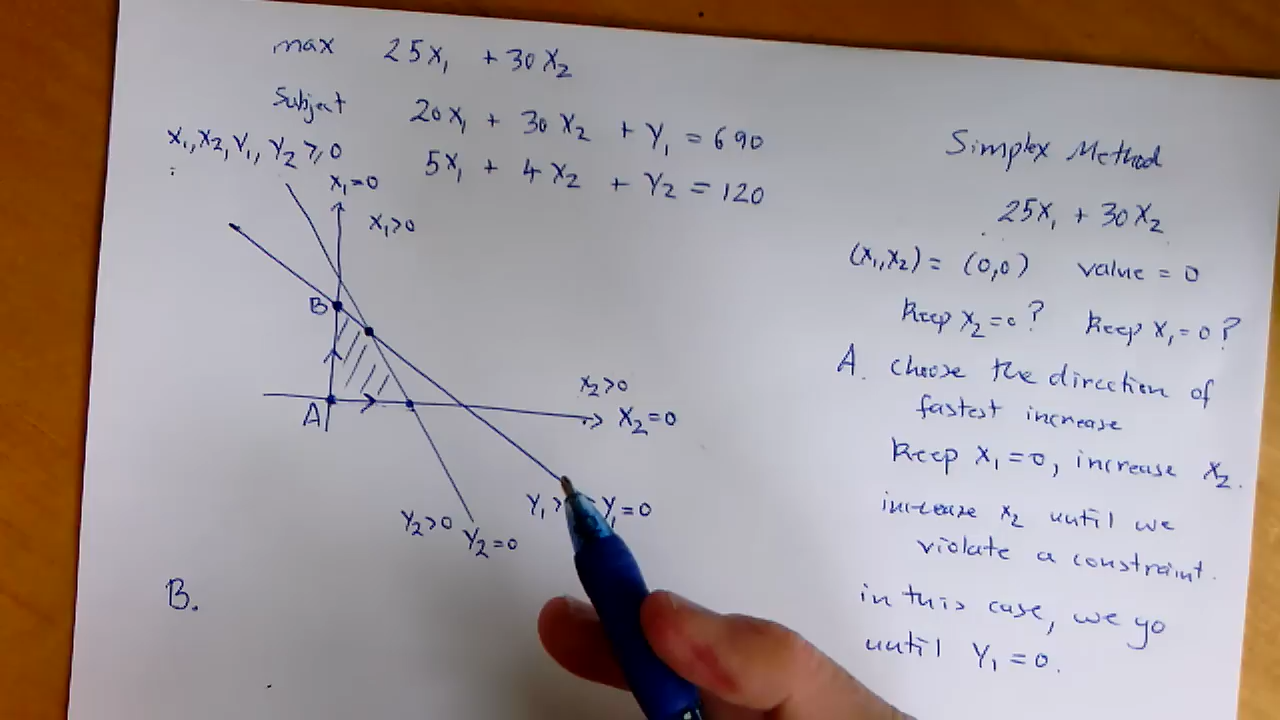 max 25x₁ + 30x₂
Subject 20x₁ + 30x₂ + Y₁ = 690
x₁, x₂, Y₁, Y₂ ≥ 0 5x₁ + 4x₂ + Y₂ = 120
x₁=0
x₁>0
B
A
x₂>0
x₂=0
Y₁> Y₁=0
Y₂>0 Y₂=0
B.
Simplex Method
25x₁ + 30x₂
(x₁,x₂) = (0,0) value = 0
Keep x₂=0? Keep x₁=0?
A. choose the direction of
fastest increase
Keep x₁=0, increase x₂.
increase x₂ until we
violate a constraint.
in this case, we go
until Y₁=0.